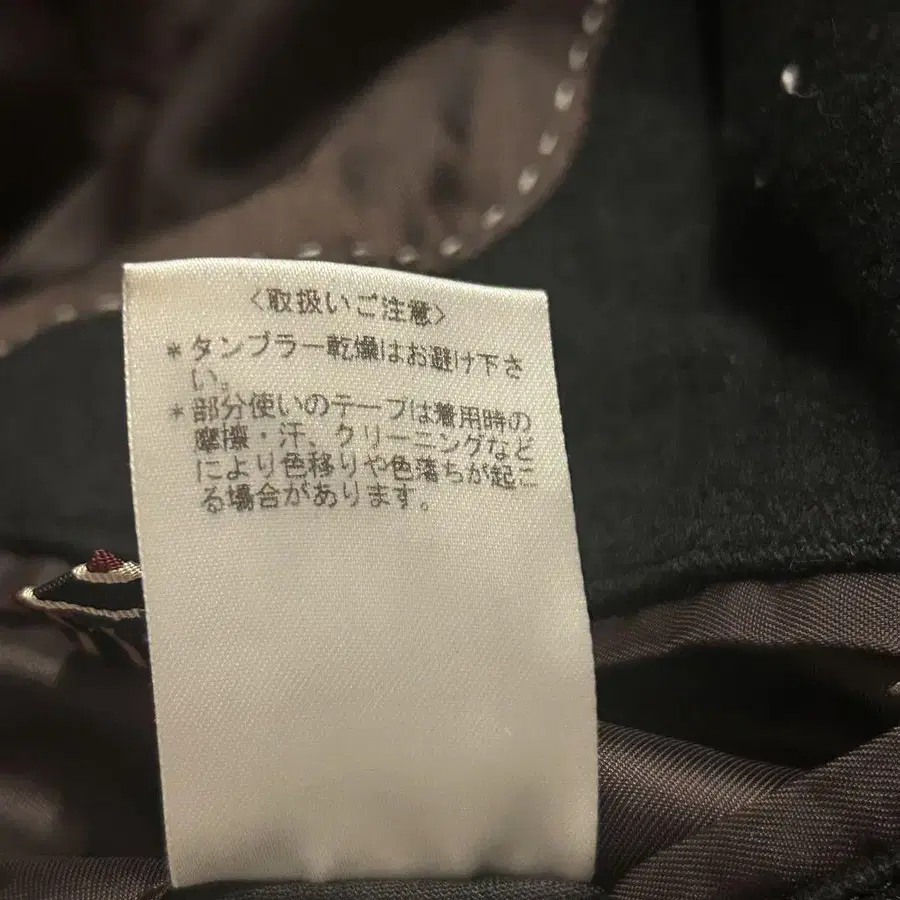 〈取扱いご注意〉
*タンブラー乾燥はお避け下さ
い。
*部分使いのテープは着用時の
摩擦・汗、クリーニングなど
により色移りや色落ちが起こ
る場合があります。